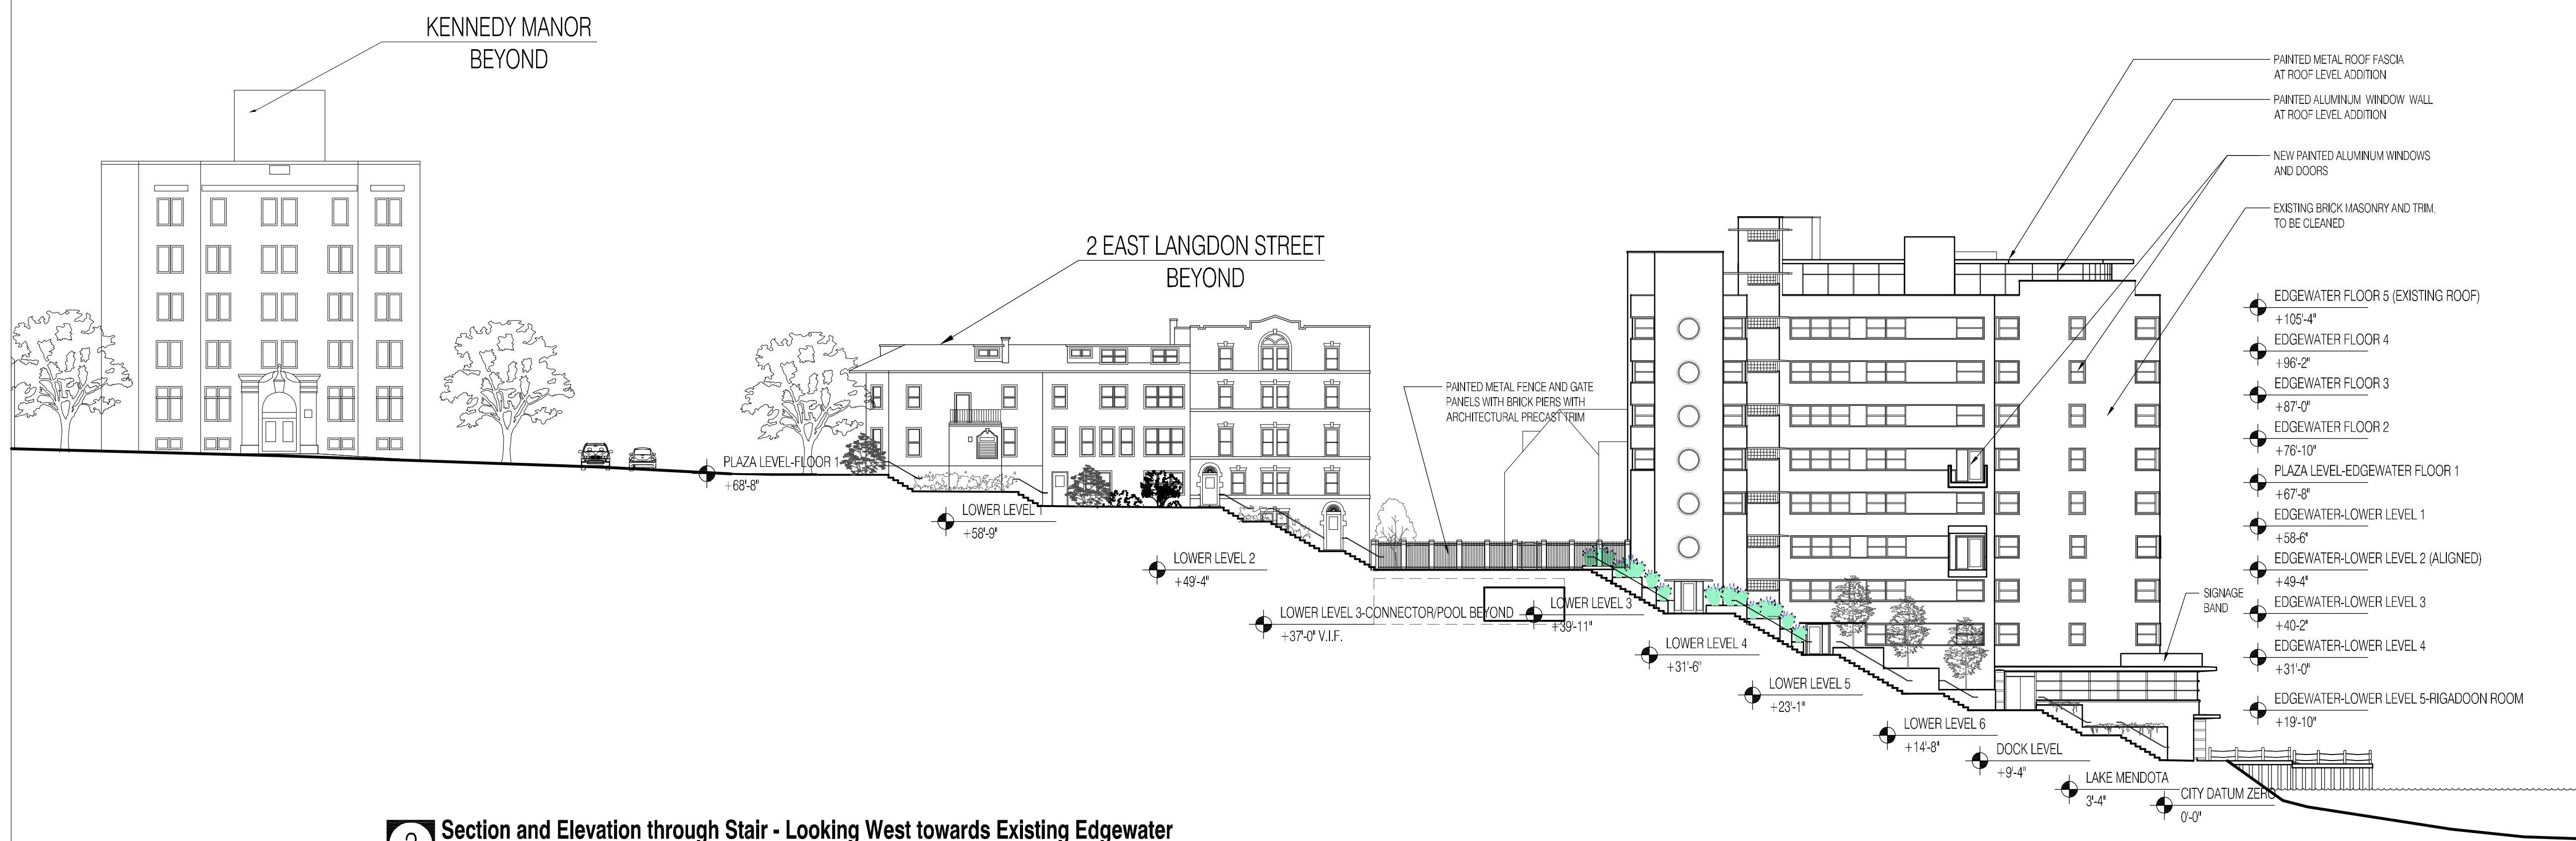 KENNEDY MANOR
BEYOND
2 EAST LANGDON STREET
BEYOND
PAINTED METAL ROOF FASCIA
AT ROOF LEVEL ADDITION
PAINTED ALUMINUM WINDOW WALL
AT ROOF LEVEL ADDITION
NEW PAINTED ALUMINUM WINDOWS
AND DOORS
EXISTING BRICK MASONRY AND TRIM,
TO BE CLEANED
PAINTED METAL FENCE AND GATE
PANELS WITH BRICK PIERS WITH
ARCHITECTURAL PRECAST TRIM
EDGEWATER FLOOR 5 (EXISTING ROOF)
+105'-4"
EDGEWATER FLOOR 4
+96'-2"
EDGEWATER FLOOR 3
+87'-0"
EDGEWATER FLOOR 2
+76'-10"
PLAZA LEVEL-EDGEWATER FLOOR 1
+67'-8"
EDGEWATER-LOWER LEVEL 1
+58-6"
EDGEWATER-LOWER LEVEL 2 (ALIGNED)
+49-4"
EDGEWATER-LOWER LEVEL 3
+40-2"
EDGEWATER-LOWER LEVEL 4
+31-0"
EDGEWATER-LOWER LEVEL 5-RIGADOON ROOM
+19'-10"
SIGNAGE
BAND
PLAZA LEVEL-FLOOR 1
+68'-8"
LOWER LEVEL 1
+58'-9"
LOWER LEVEL 2
+49'-4"
LOWER LEVEL 3-CONNECTOR/POOL BEYOND
+37'-0" V.I.F.
LOWER LEVEL 3
+39'-11"
LOWER LEVEL 4
+31'-6"
LOWER LEVEL 5
+23'-1"
LOWER LEVEL 6
+14'-8"
DOCK LEVEL
+9'-4"
LAKE MENDOTA
3'-4"
CITY DATUM ZERO
0'-0"
Section and Elevation through Stair - Looking West towards Existing Edgewater